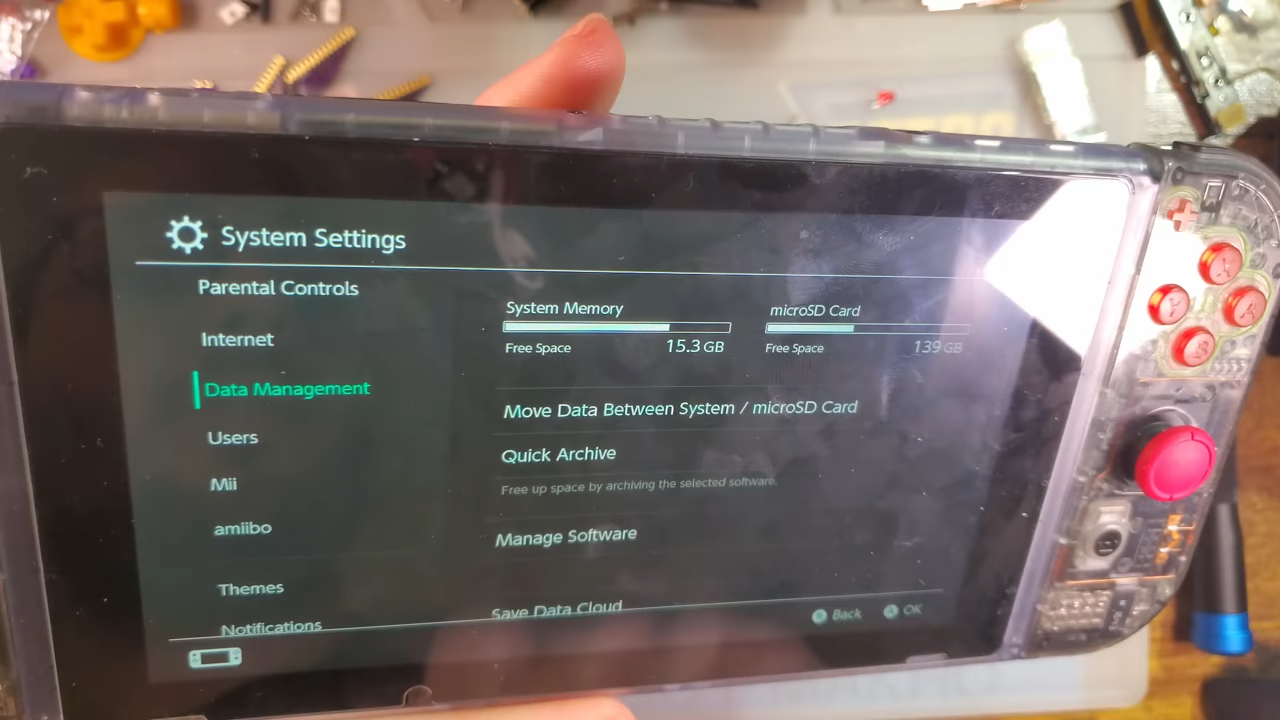 System Settings
Parental Controls
Internet
Data Management
Users
Mii
amiibo
Themes
Notifications
System Memory
Free Space 15.3 GB
microSD Card
Free Space 139 GB
Move Data Between System / microSD Card
Quick Archive
Free up space by archiving the selected software.
Manage Software
Save Data Cloud
Back
OK
X
Y
A
B